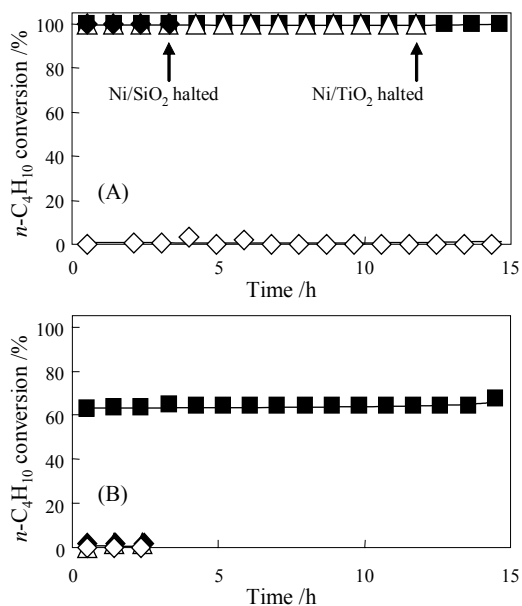 100
80
60
40
20
0
n-C₄H₁₀ conversion /%
Ni/SiO₂ halted
Ni/TiO₂ halted
(A)
0 5 10 15
Time /h
100
80
60
40
20
0
n-C₄H₁₀ conversion /%
(B)
0 5 10 15
Time /h